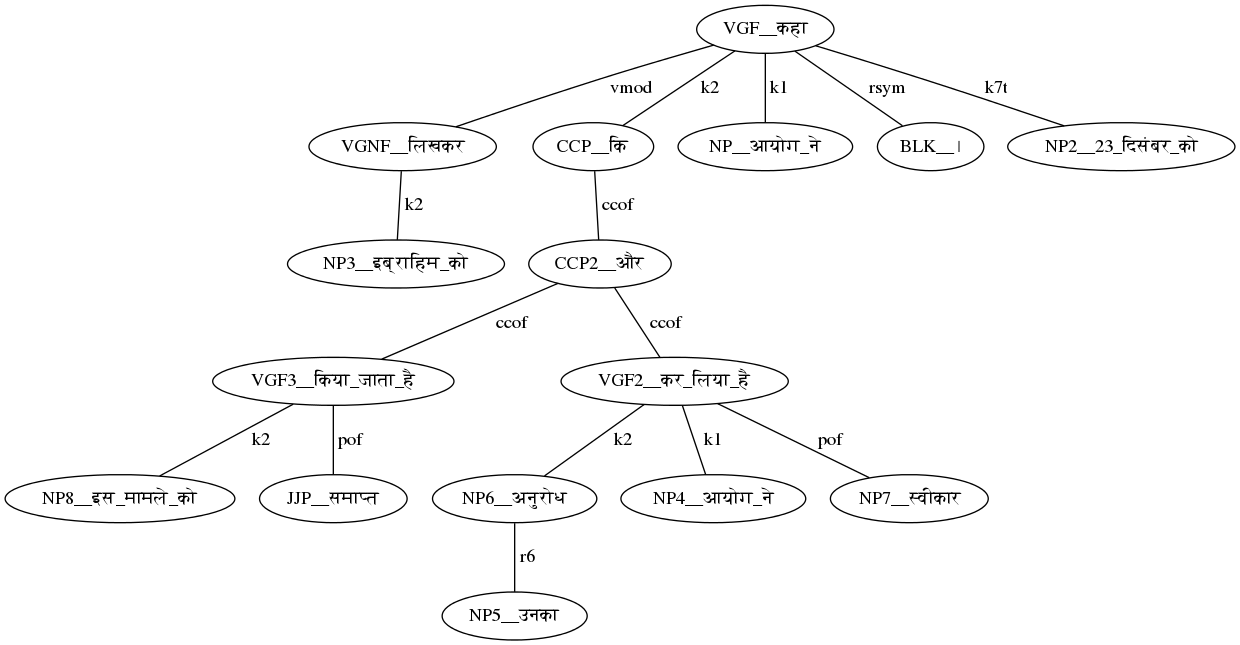 VGF__कहा
vmod k2 k1 rsym k7t
VGNF__लिखकर CCP__कि NP__आयोग_ने BLK__। NP2__23_दिसंबर_को
k2 ccof
NP3__इब्राहिम_को CCP2__और
ccof ccof
VGF3__किया_जाता_है VGF2__कर_लिया_है
k2 pof k2 k1 pof
NP8__इस_मामले_को JJP__समाप्त NP6__अनुरोध NP4__आयोग_ने NP7__स्वीकार
r6
NP5__उनका